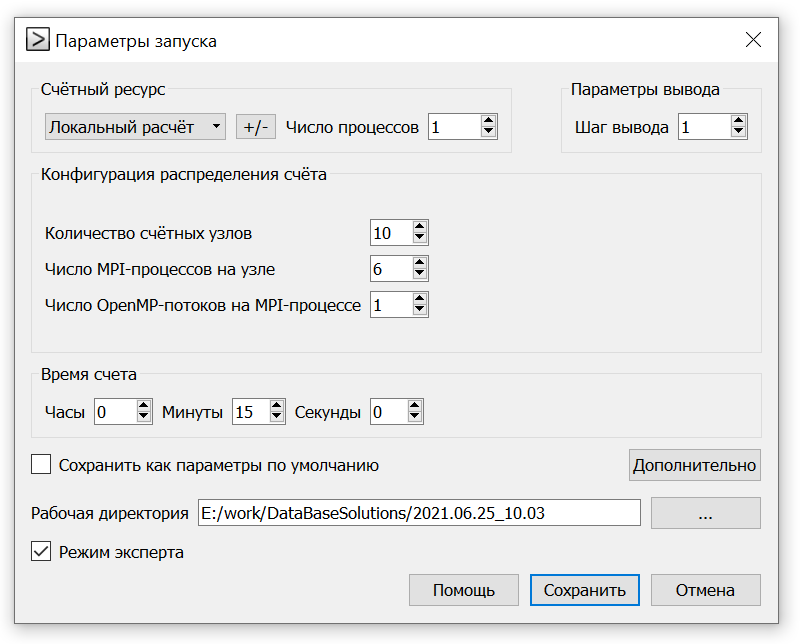 Параметры запуска
Счётный ресурс
Параметры вывода
Локальный расчёт +/- Число процессов 1
Шаг вывода 1
Конфигурация распределения счёта
Количество счётных узлов 10
Число MPI-процессов на узле 6
Число OpenMP-потоков на MPI-процессе 1
Время счета
Часы 0 Минуты 15 Секунды 0
Сохранить как параметры по умолчанию
Дополнительно
Рабочая директория E:/work/DataBaseSolutions/2021.06.25_10.03 ...
Режим эксперта
Помощь Сохранить Отмена